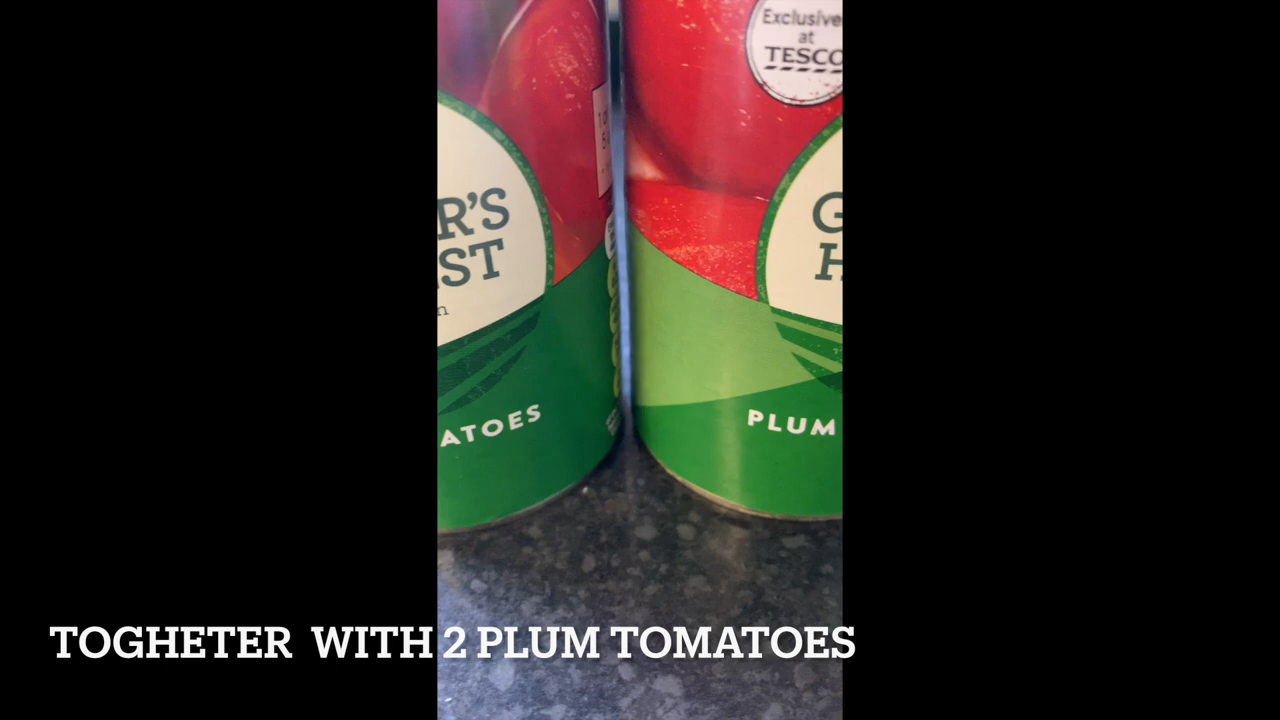 Exclusive
at
TESCO
R'S
ST
n
G
H
ATOES
PLUM
TOGHETER WITH 2 PLUM TOMATOES